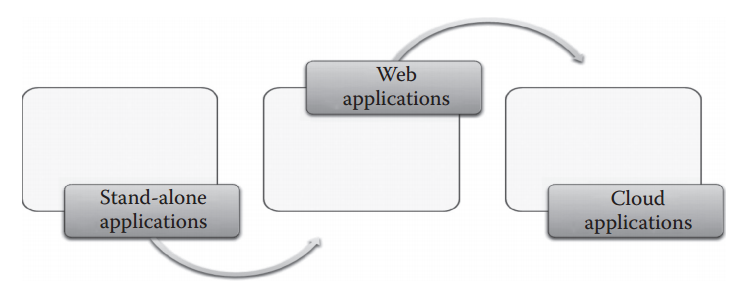 Stand-alone
applications
Web
applications
Cloud
applications